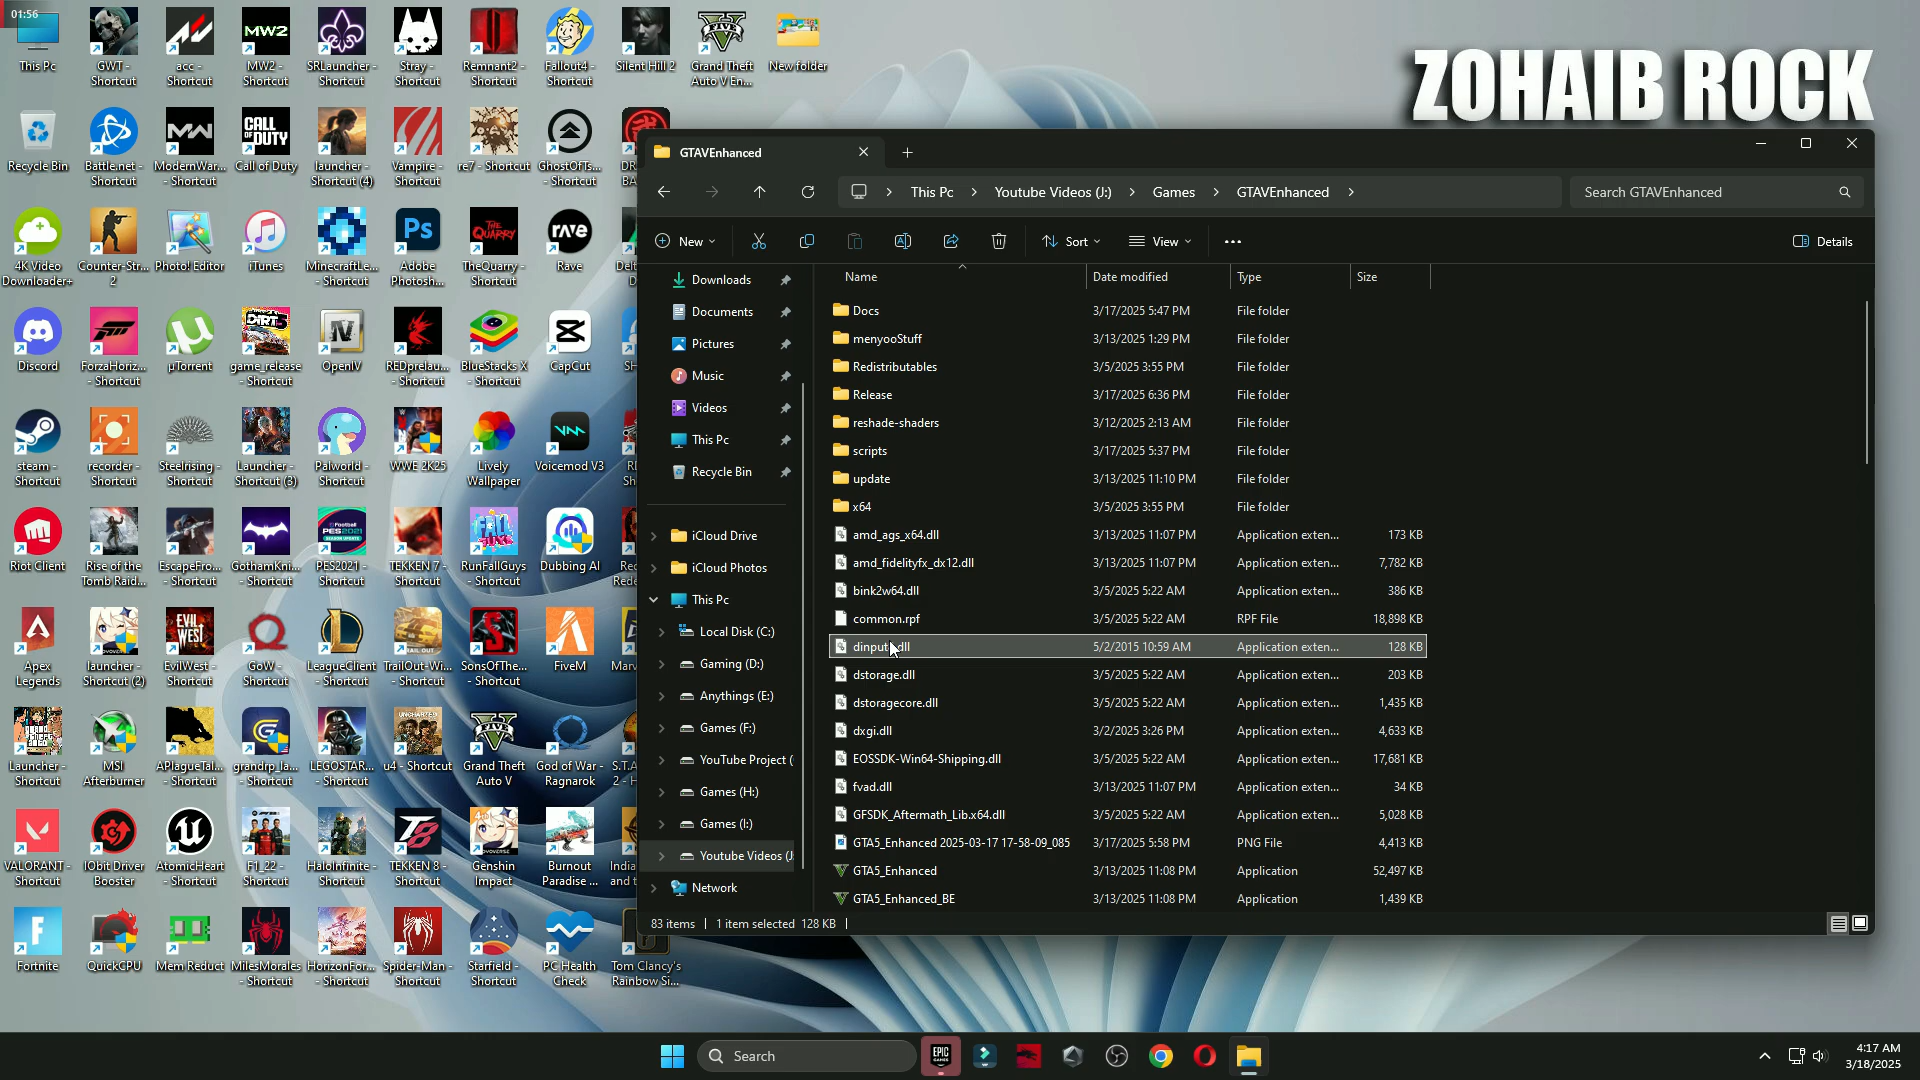 01:56
This Pc
GWT - Shortcut
acc - Shortcut
MW2 - Shortcut
SRLauncher - Shortcut
Stray - Shortcut
Remnant2 - Shortcut
Fallout4 - Shortcut
Silent Hill 2
Grand Theft Auto V En...
New folder
ZOHAIB ROCK
Recycle Bin
Battle.net - Shortcut
ModernWar... - Shortcut
Call of Duty
launcher - Shortcut (4)
Vampire - Shortcut
re7 - Shortcut
GhostOfTs... - Shortcut
4K Video Downloader+
Counter-Str... 2
Photo! Editor
iTunes
MinecraftLe... - Shortcut
Adobe Photosh...
TheQuarry - Shortcut
Rave
Discord
ForzaHoriz... - Shortcut
µTorrent
game_release - Shortcut
OpenIV
REDprelau... - Shortcut
BlueStacks X - Shortcut
CapCut
steam - Shortcut
recorder - Shortcut
Steelrising - Shortcut
Launcher - Shortcut (3)
Palworld - Shortcut
WWE 2K25
Lively Wallpaper
Voicemod V3
Riot Client
Rise of the Tomb Raid...
EscapeFro... - Shortcut
GothamKni... - Shortcut
PES2021 - Shortcut
TEKKEN 7 - Shortcut
RunFallGuys - Shortcut
Dubbing AI
Apex Legends
launcher - Shortcut (2)
EvilWest - Shortcut
GoW - Shortcut
LeagueClient - Shortcut
TrailOut-Wi... - Shortcut
SonsOfThe... - Shortcut
FiveM
Launcher - Shortcut
MSI Afterburner
APlagueTal... - Shortcut
grandrp_la... - Shortcut
LEGOSTAR... - Shortcut
u4 - Shortcut
Grand Theft Auto V
God of War - Ragnarok
VALORANT - Shortcut
IObit Driver Booster
AtomicHeart - Shortcut
F1_22 - Shortcut
HaloInfinite - Shortcut
TEKKEN 8 - Shortcut
Genshin Impact
Burnout Paradise ...
Fortnite
QuickCPU
Mem Reduct
MilesMorales - Shortcut
HorizonFor... - Shortcut
Spider-Man - Shortcut
Starfield - Shortcut
PC Health Check
Tom Clancy's Rainbow Si...
GTAVEnhanced
This Pc > Youtube Videos (J:) > Games > GTAVEnhanced >
Search GTAVEnhanced
New
Sort
View
Details
Downloads
Documents
Pictures
Music
Videos
This Pc
Recycle Bin
iCloud Drive
iCloud Photos
This Pc
Local Disk (C:)
Gaming (D:)
Anythings (E:)
Games (F:)
YouTube Project (
Games (H:)
Games (I:)
Youtube Videos (J:
Network
Name Date modified Type Size
Docs 3/17/2025 5:47 PM File folder
menyooStuff 3/13/2025 1:29 PM File folder
Redistributables 3/5/2025 3:55 PM File folder
Release 3/17/2025 6:36 PM File folder
reshade-shaders 3/12/2025 2:13 AM File folder
scripts 3/17/2025 5:37 PM File folder
update 3/13/2025 11:10 PM File folder
x64 3/5/2025 3:55 PM File folder
amd_ags_x64.dll 3/13/2025 11:07 PM Application exten... 173 KB
amd_fidelityfx_dx12.dll 3/13/2025 11:07 PM Application exten... 7,782 KB
bink2w64.dll 3/5/2025 5:22 AM Application exten... 386 KB
common.rpf 3/5/2025 5:22 AM RPF File 18,898 KB
5/2/2015 10:59 AM Application exten... 128 KB
dstorage.dll 3/5/2025 5:22 AM Application exten... 203 KB
dstoragecore.dll 3/5/2025 5:22 AM Application exten... 1,435 KB
dxgi.dll 3/2/2025 3:26 PM Application exten... 4,633 KB
EOSSDK-Win64-Shipping.dll 3/5/2025 5:22 AM Application exten... 17,681 KB
fvad.dll 3/13/2025 11:07 PM Application exten... 34 KB
GFSDK_Aftermath_Lib.x64.dll 3/5/2025 5:22 AM Application exten... 5,028 KB
GTA5_Enhanced 2025-03-17 17-58-09_085 3/17/2025 5:58 PM PNG File 4,413 KB
GTA5_Enhanced 3/13/2025 11:08 PM Application 52,497 KB
GTA5_Enhanced_BE 3/13/2025 11:08 PM Application 1,439 KB
83 items | 1 item selected 128 KB |
Search
4:17 AM
3/18/2025